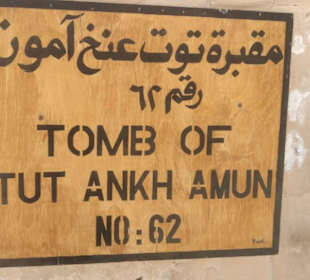 مقبرة توت عنخ آمون
رقم ٦٢
TOMB OF
TUT ANKH AMUN
NO: 62